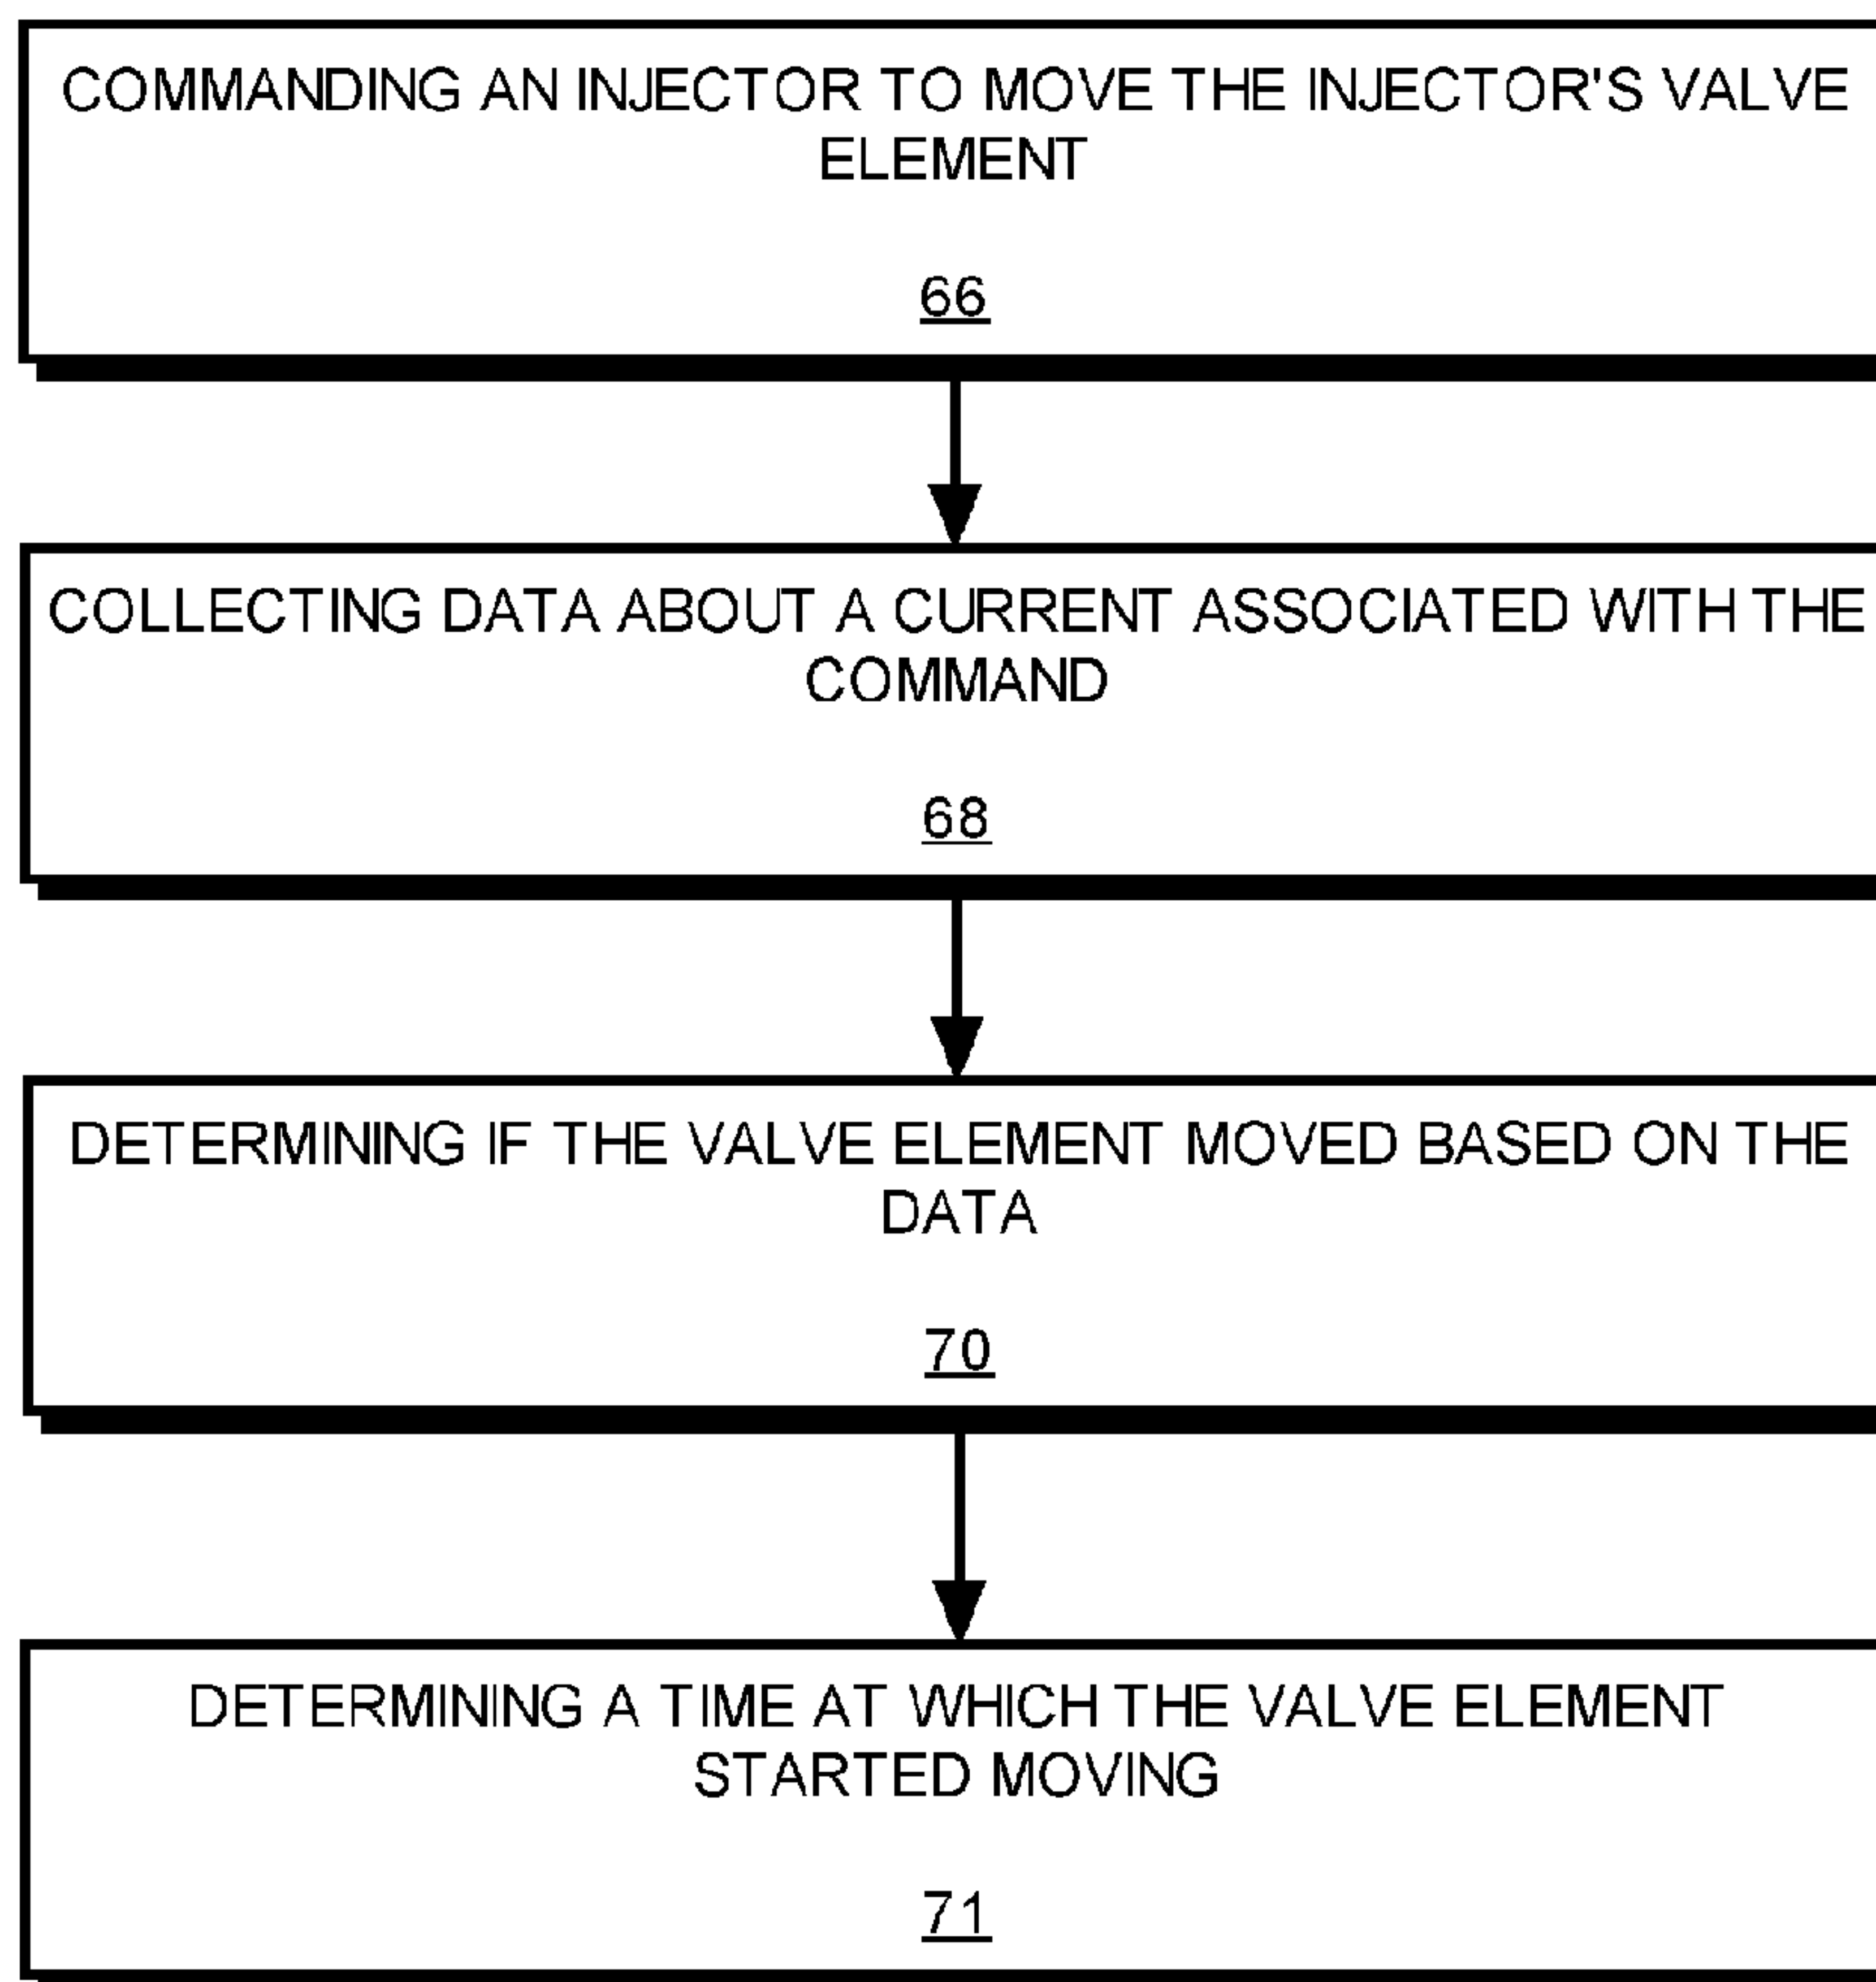 COMMANDING AN INJECTOR TO MOVE THE INJECTOR'S VALVE
ELEMENT
66
COLLECTING DATA ABOUT A CURRENT ASSOCIATED WITH THE
COMMAND
68
DETERMINING IF THE VALVE ELEMENT MOVED BASED ON THE
DATA
70
DETERMINING A TIME AT WHICH THE VALVE ELEMENT
STARTED MOVING
71